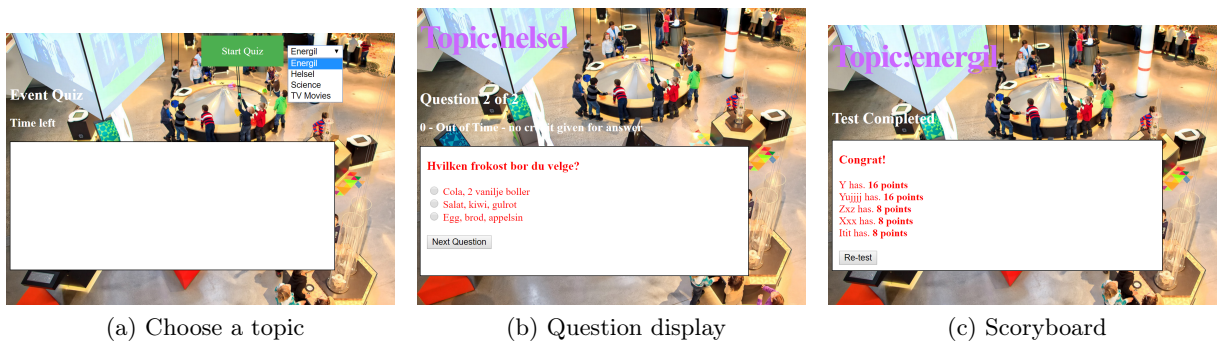 Start Quiz
Energil
Energil
Helsel
Science
TV Movies
Event Quiz
Time left
(a) Choose a topic
Topic:helsel
Question 2 of 2
0 - Out of Time - no credit given for answer
Hvilken frokost bor du velge?
Cola, 2 vanilje boller
Salat, kiwi, gulrot
Egg, brod, appelsin
Next Question
(b) Question display
Topic:energil
Test Completed
Congrat!
Y has. 16 points
Yujjjj has. 16 points
Zxz has. 8 points
Xxx has. 8 points
Itit has. 8 points
Re-test
(c) Scoryboard